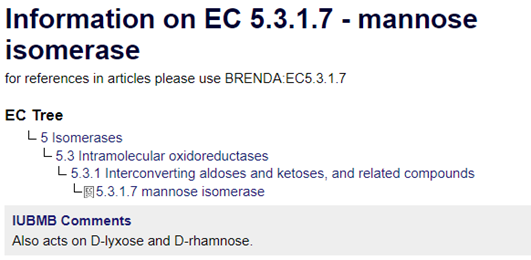 Information on EC 5.3.1.7 - mannose
isomerase
for references in articles please use BRENDA:EC5.3.1.7
EC Tree
5 Isomerases
5.3 Intramolecular oxidoreductases
5.3.1 Interconverting aldoses and ketoses, and related compounds
5.3.1.7 mannose isomerase
IUBMB Comments
Also acts on D-lyxose and D-rhamnose.